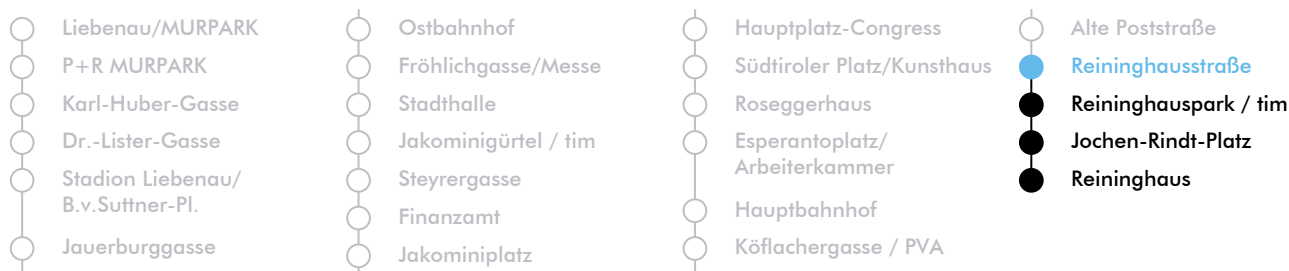 Liebenau/MURPARK
P+R MURPARK
Karl-Huber-Gasse
Dr.-Lister-Gasse
Stadion Liebenau/
B.v.Suttner-Pl.
Jauerburggasse
Ostbahnhof
Fröhlichgasse/Messe
Stadthalle
Jakominigürtel / tim
Steyrergasse
Finanzamt
Jakominiplatz
Hauptplatz-Congress
Südtiroler Platz/Kunsthaus
Roseggerhaus
Esperantoplatz/
Arbeiterkammer
Hauptbahnhof
Köflachergasse / PVA
Alte Poststraße
Reininghausstraße
Reininghauspark / tim
Jochen-Rindt-Platz
Reininghaus